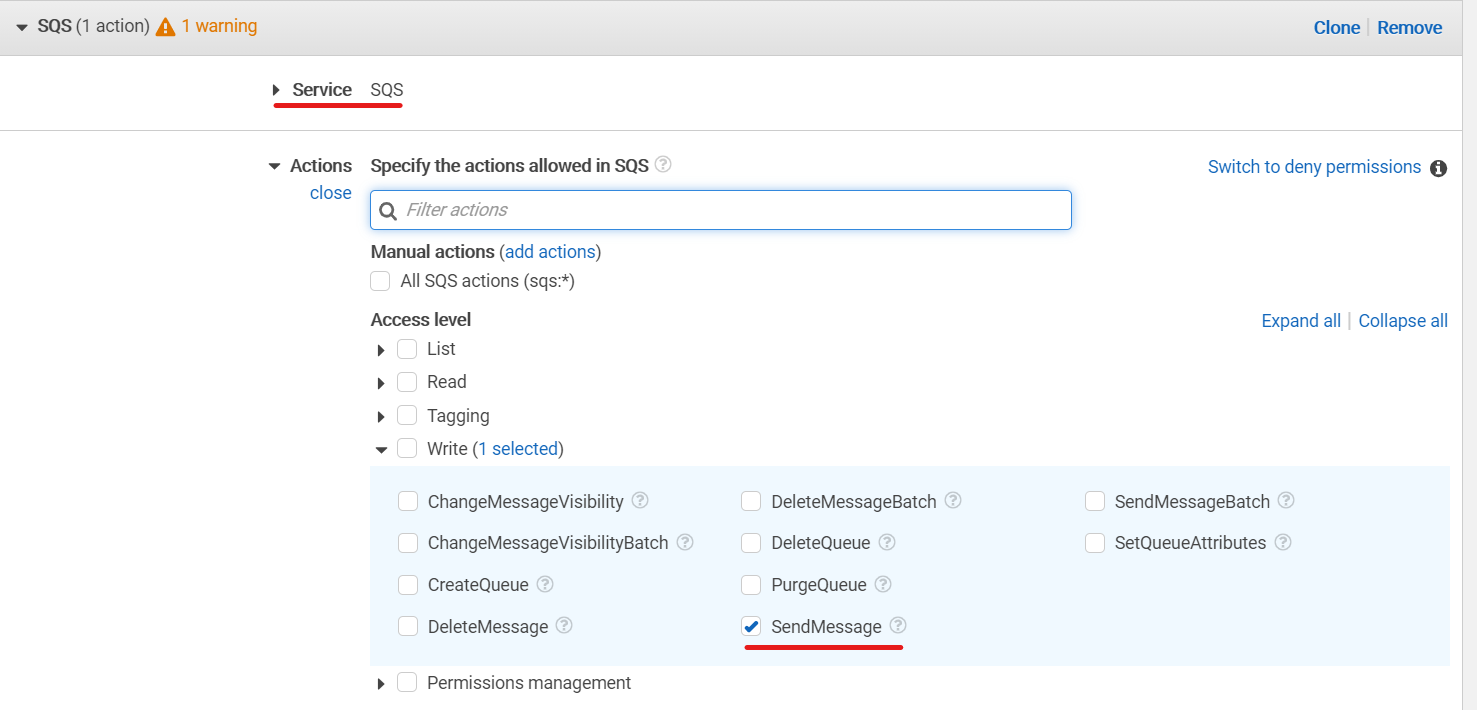 SQS (1 action) 1 warning Clone | Remove
Service SQS
Actions Specify the actions allowed in SQS ? Switch to deny permissions i
close Filter actions
Manual actions (add actions)
All SQS actions (sqs:*)
Access level Expand all | Collapse all
List
Read
Tagging
Write (1 selected)
ChangeMessageVisibility ? DeleteMessageBatch ? SendMessageBatch ?
ChangeMessageVisibilityBatch ? DeleteQueue ? SetQueueAttributes ?
CreateQueue ? PurgeQueue ?
DeleteMessage ? SendMessage ?
Permissions management